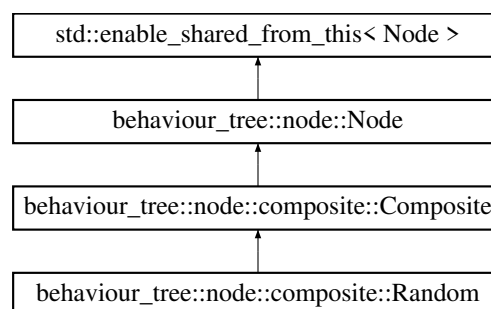 std::enable_shared_from_this< Node >
behaviour_tree::node::Node
behaviour_tree::node::composite::Composite
behaviour_tree::node::composite::Random